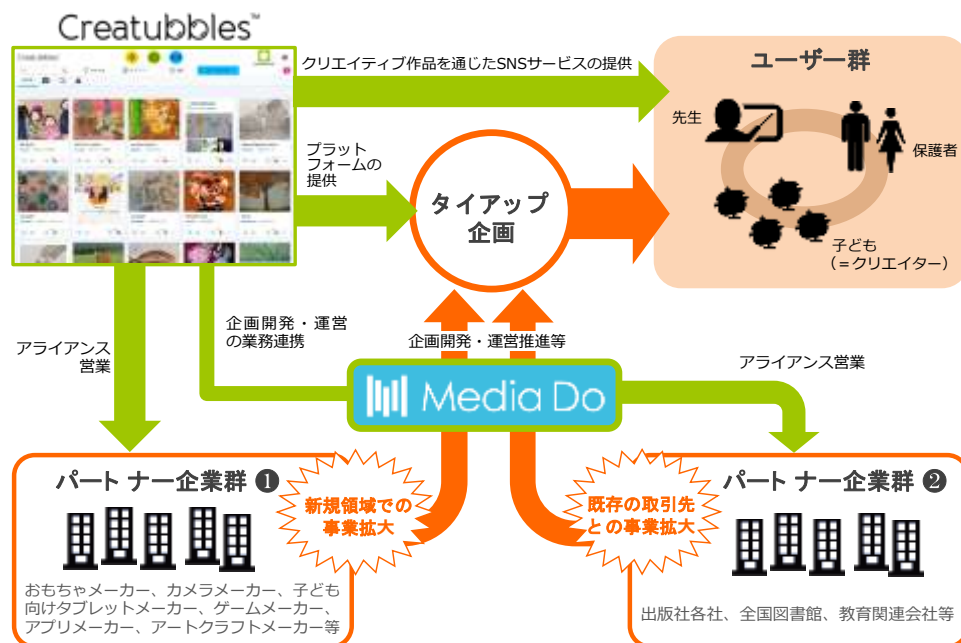 Creatubbles™
クリエイティブ作品を通じたSNSサービスの提供
ユーザー群
先生
保護者
子ども
(=クリエイター)
プラット
フォームの
提供
タイアップ
企画
アライアンス
営業
企画開発・運営
の業務連携
企画開発・運営推進等
アライアンス営業
Media Do
パートナー企業群 ❶
新規領域での
事業拡大
既存の取引先
との事業拡大
パートナー企業群 ❷
おもちゃメーカー、カメラメーカー、子ども
向けタブレットメーカー、ゲームメーカー、
アプリメーカー、アートクラフトメーカー等
出版社各社、全国図書館、教育関連会社等